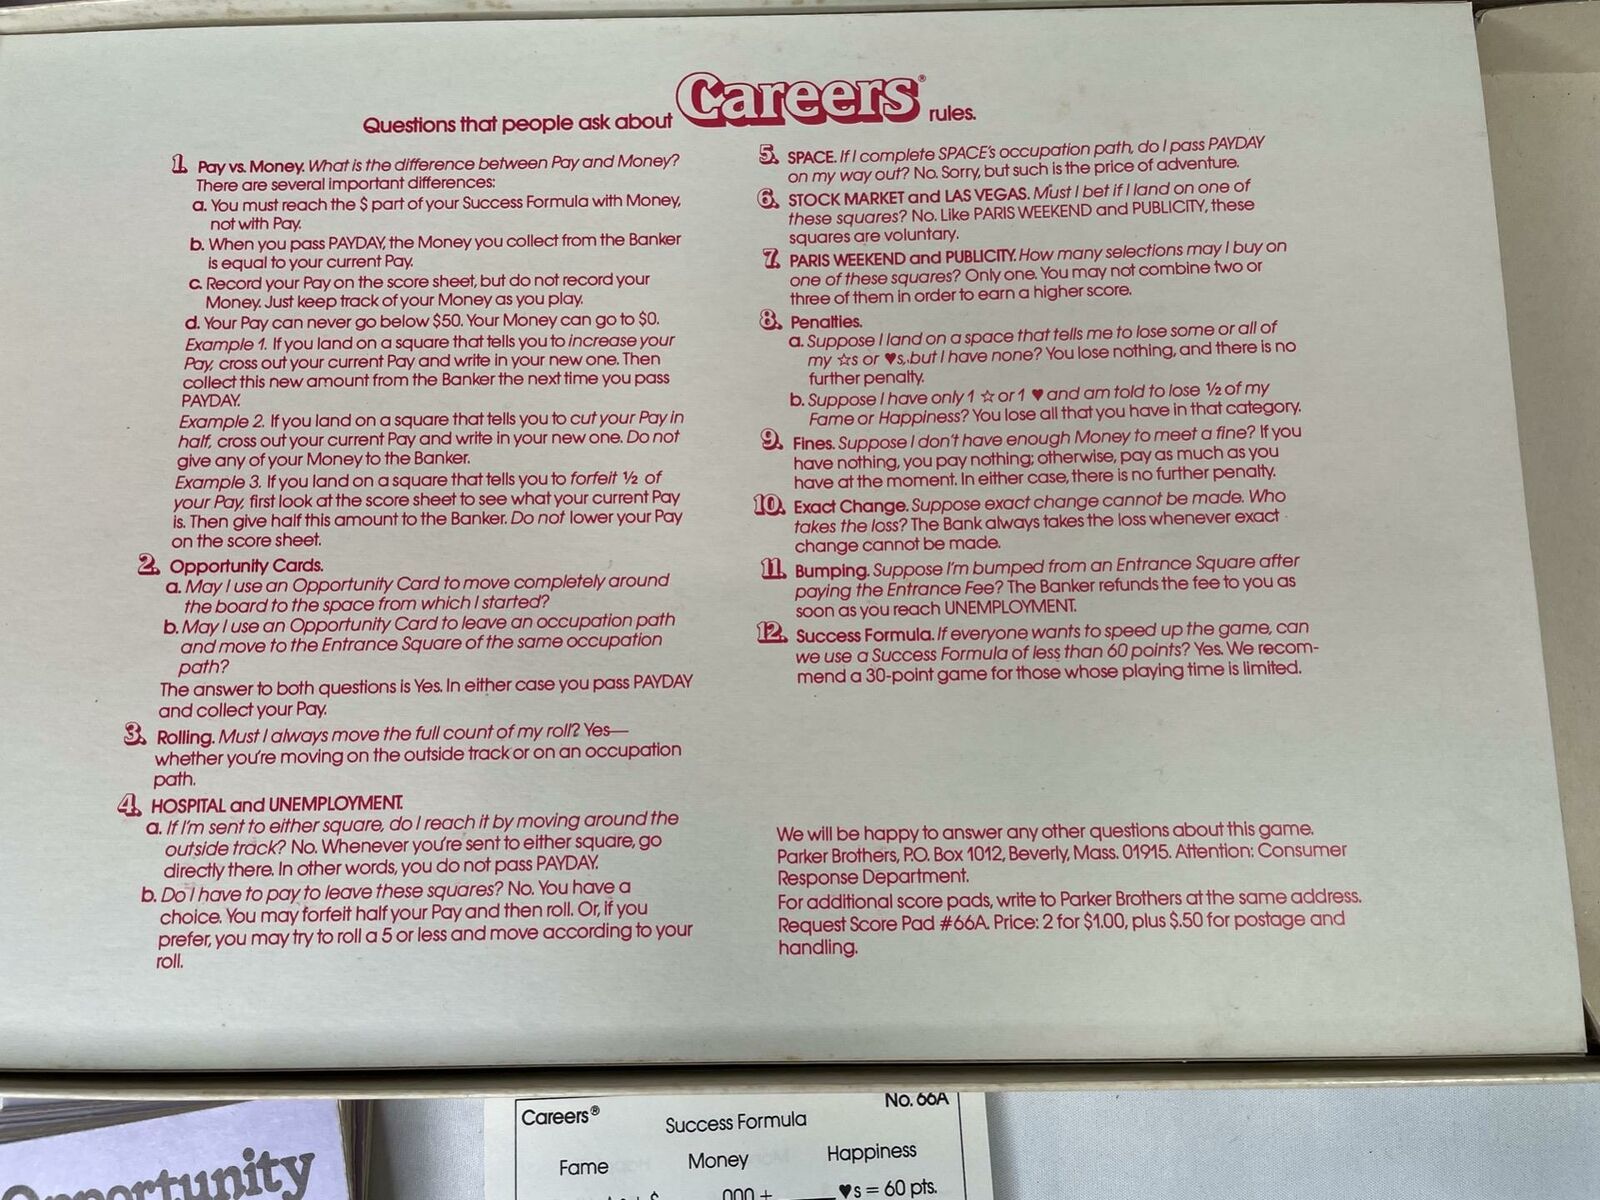 Questions that people ask about Careers® rules.
1. Pay vs. Money. What is the difference between Pay and Money?
There are several important differences:
a. You must reach the $ part of your Success Formula with Money,
not with Pay.
b. When you pass PAYDAY, the Money you collect from the Banker
is equal to your current Pay.
c. Record your Pay on the score sheet, but do not record your
Money. Just keep track of your Money as you play.
d. Your Pay can never go below $50. Your Money can go to $0.
Example 1. If you land on a square that tells you to increase your
Pay, cross out your current Pay and write in your new one. Then
collect this new amount from the Banker the next time you pass
PAYDAY.
Example 2. If you land on a square that tells you to cut your Pay in
half, cross out your current Pay and write in your new one. Do not
give any of your Money to the Banker.
Example 3. If you land on a square that tells you to forfeit ½ of
your Pay, first look at the score sheet to see what your current Pay
is. Then give half this amount to the Banker. Do not lower your Pay
on the score sheet.
2. Opportunity Cards.
a. May I use an Opportunity Card to move completely around
the board to the space from which I started?
b. May I use an Opportunity Card to leave an occupation path
and move to the Entrance Square of the same occupation
path?
The answer to both questions is Yes. In either case you pass PAYDAY
and collect your Pay.
3. Rolling. Must I always move the full count of my roll? Yes—
whether you're moving on the outside track or on an occupation
path.
4. HOSPITAL and UNEMPLOYMENT.
a. If I'm sent to either square, do I reach it by moving around the
outside track? No. Whenever you're sent to either square, go
directly there. In other words, you do not pass PAYDAY.
b. Do I have to pay to leave these squares? No. You have a
choice. You may forfeit half your Pay and then roll. Or, if you
prefer, you may try to roll a 5 or less and move according to your
roll.
5. SPACE. If I complete SPACE's occupation path, do I pass PAYDAY
on my way out? No. Sorry, but such is the price of adventure.
6. STOCK MARKET and LAS VEGAS. Must I bet if I land on one of
these squares? No. Like PARIS WEEKEND and PUBLICITY, these
squares are voluntary.
7. PARIS WEEKEND and PUBLICITY. How many selections may I buy on
one of these squares? Only one. You may not combine two or
three of them in order to earn a higher score.
8. Penalties.
a. Suppose I land on a space that tells me to lose some or all of
my ☆s or ♥s, but I have none? You lose nothing, and there is no
further penalty.
b. Suppose I have only 1 ☆ or 1 ♥ and am told to lose ½ of my
Fame or Happiness? You lose all that you have in that category.
9. Fines. Suppose I don't have enough Money to meet a fine? If you
have nothing, you pay nothing; otherwise, pay as much as you
have at the moment. In either case, there is no further penalty.
10. Exact Change. Suppose exact change cannot be made. Who
takes the loss? The Bank always takes the loss whenever exact
change cannot be made.
11. Bumping. Suppose I'm bumped from an Entrance Square after
paying the Entrance Fee? The Banker refunds the fee to you as
soon as you reach UNEMPLOYMENT.
12. Success Formula. If everyone wants to speed up the game, can
we use a Success Formula of less than 60 points? Yes. We recom-
mend a 30-point game for those whose playing time is limited.
We will be happy to answer any other questions about this game.
Parker Brothers, P.O. Box 1012, Beverly, Mass. 01915. Attention: Consumer
Response Department.
For additional score pads, write to Parker Brothers at the same address.
Request Score Pad #66A. Price: 2 for $1.00, plus $.50 for postage and
handling.
Careers® No. 66A
Success Formula
Fame Money Happiness
000 + ♥s = 60 pts.
Opportunity